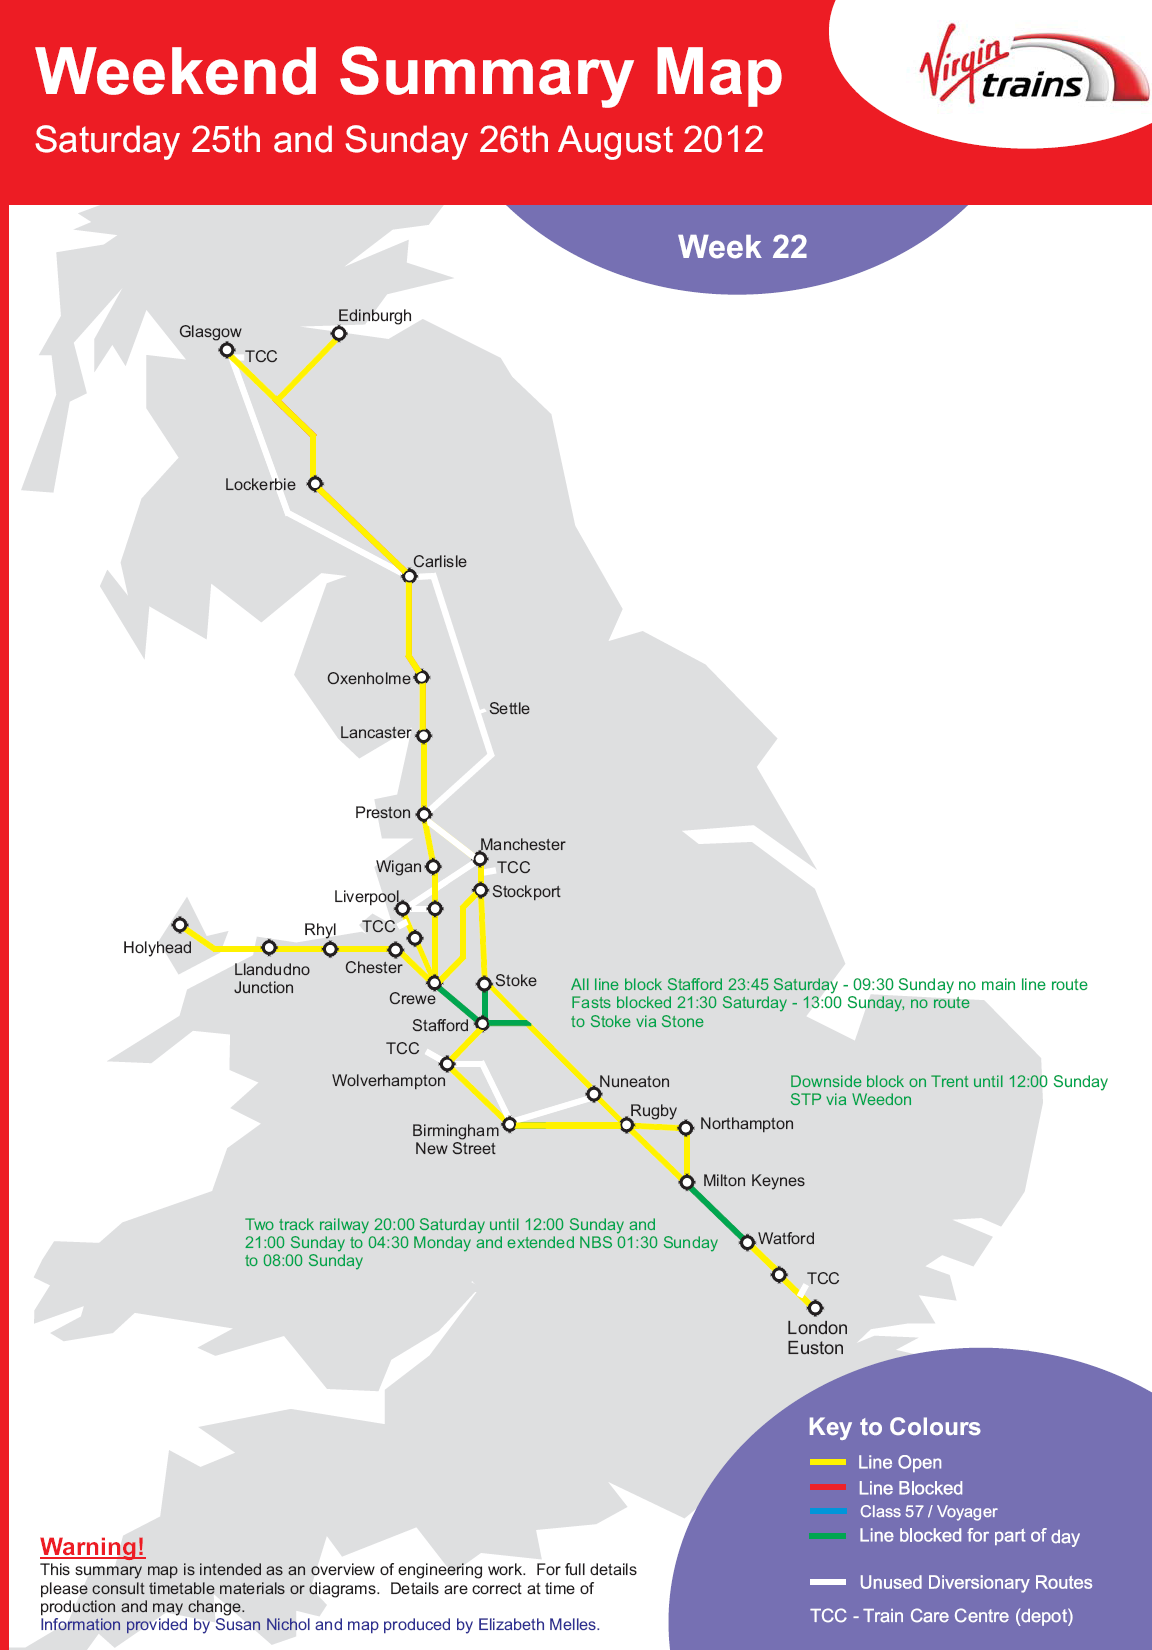 Weekend Summary Map
Saturday 25th and Sunday 26th August 2012
Virgin
trains
Week 22
Edinburgh
Glasgow
TCC
Lockerbie
Carlisle
Oxenholme
Settle
Lancaster
Preston
Manchester
Wigan
TCC
Liverpool
Stockport
TCC
Rhyl
Holyhead
Chester
Llandudno
Junction
Crewe
Stoke
Stafford
All line block Stafford 23:45 Saturday - 09:30 Sunday no main line route
Fasts blocked 21:30 Saturday - 13:00 Sunday, no route
to Stoke via Stone
TCC
Wolverhampton
Nuneaton
Downside block on Trent until 12:00 Sunday
STP via Weedon
Rugby
Northampton
Birmingham
New Street
Milton Keynes
Two track railway 20:00 Saturday until 12:00 Sunday and
21:00 Sunday to 04:30 Monday and extended NBS 01:30 Sunday
to 08:00 Sunday
Watford
TCC
London
Euston
Key to Colours
Line Open
Line Blocked
Class 57 / Voyager
Line blocked for part of day
Unused Diversionary Routes
TCC - Train Care Centre (depot)
Warning!
This summary map is intended as an overview of engineering work. For full details
please consult timetable materials or diagrams. Details are correct at time of
production and may change.
Information provided by Susan Nichol and map produced by Elizabeth Melles.